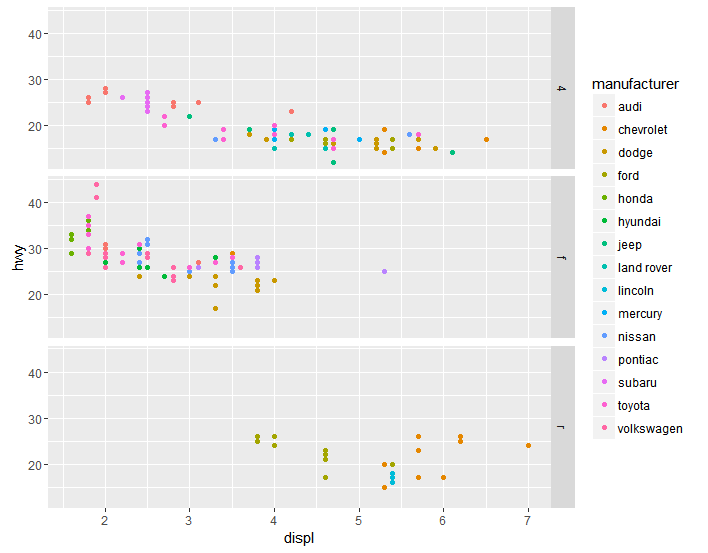 40
30
20
4
manufacturer
audi
chevrolet
dodge
ford
honda
hyundai
jeep
land rover
lincoln
mercury
nissan
pontiac
subaru
toyota
volkswagen
hwy
40
30
20
f
40
30
20
r
2 3 4 5 6 7
displ